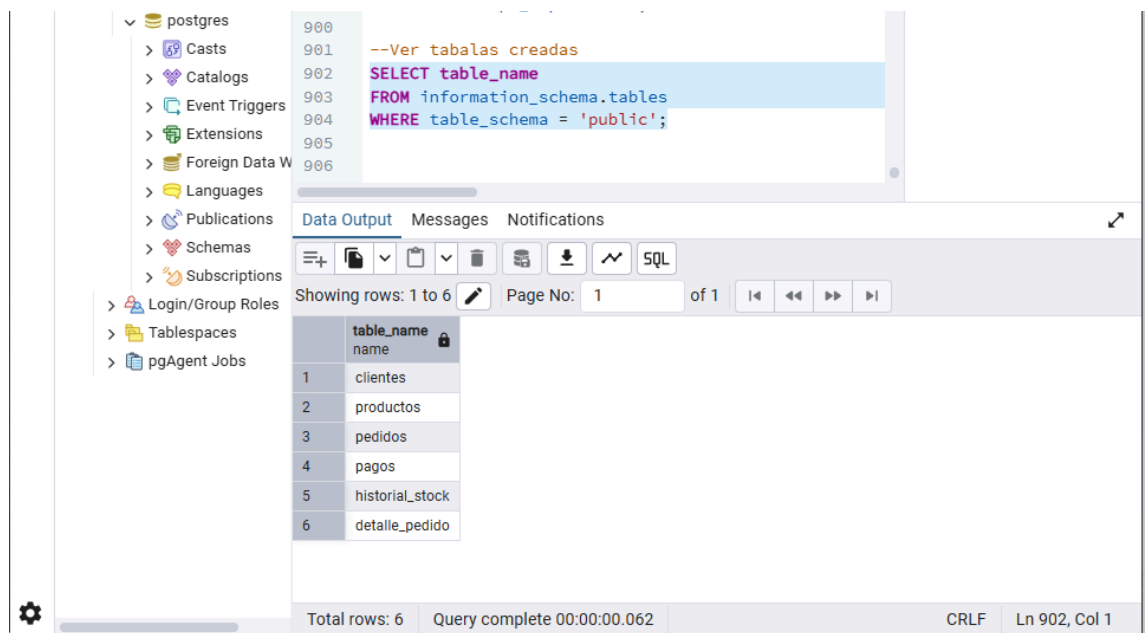 postgres
Casts
Catalogs
Event Triggers
Extensions
Foreign Data W
Languages
Publications
Schemas
Subscriptions
Login/Group Roles
Tablespaces
pgAgent Jobs
900
901 --Ver tabalas creadas
902 SELECT table_name
903 FROM information_schema.tables
904 WHERE table_schema = 'public';
905
906
Data Output Messages Notifications
SQL
Showing rows: 1 to 6 Page No: 1 of 1
table_name
name
1 clientes
2 productos
3 pedidos
4 pagos
5 historial_stock
6 detalle_pedido
Total rows: 6 Query complete 00:00:00.062 CRLF Ln 902, Col 1